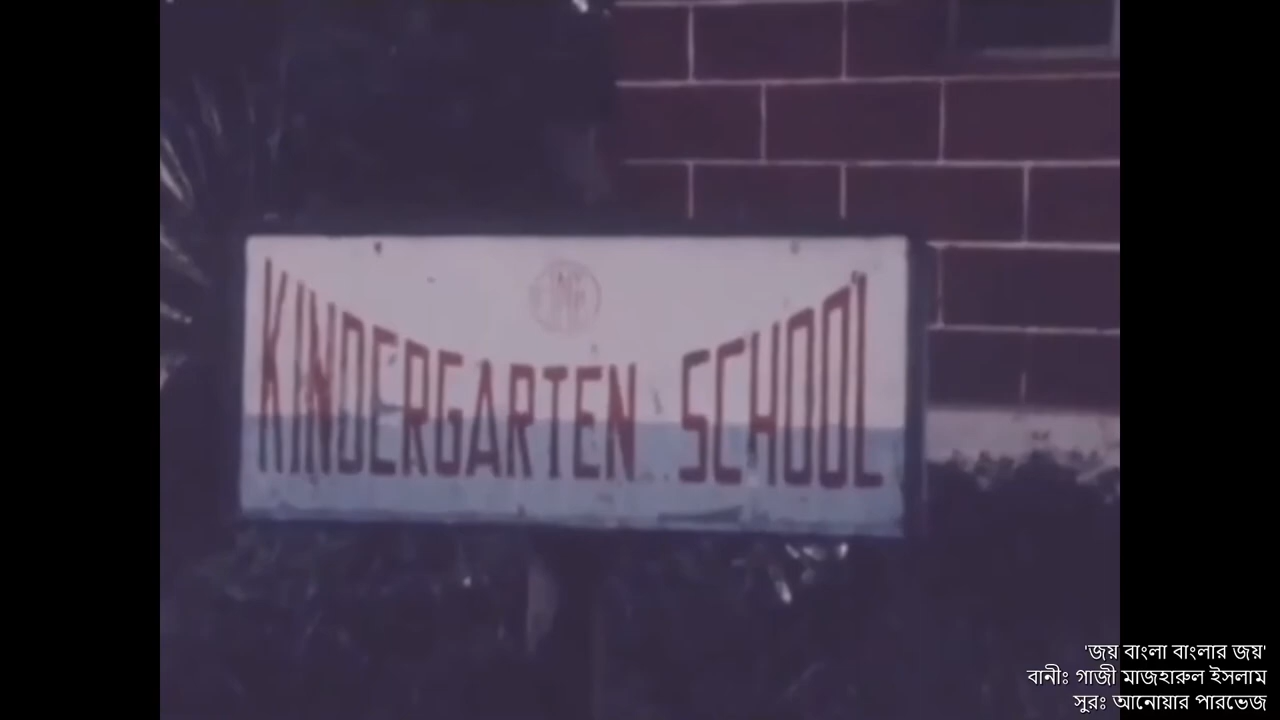 KINDERGARTEN SCHOOL
'জয় বাংলা বাংলার জয়'
বানীঃ গাজী মাজহারুল ইসলাম
সুরঃ আনোয়ার পারভেজ